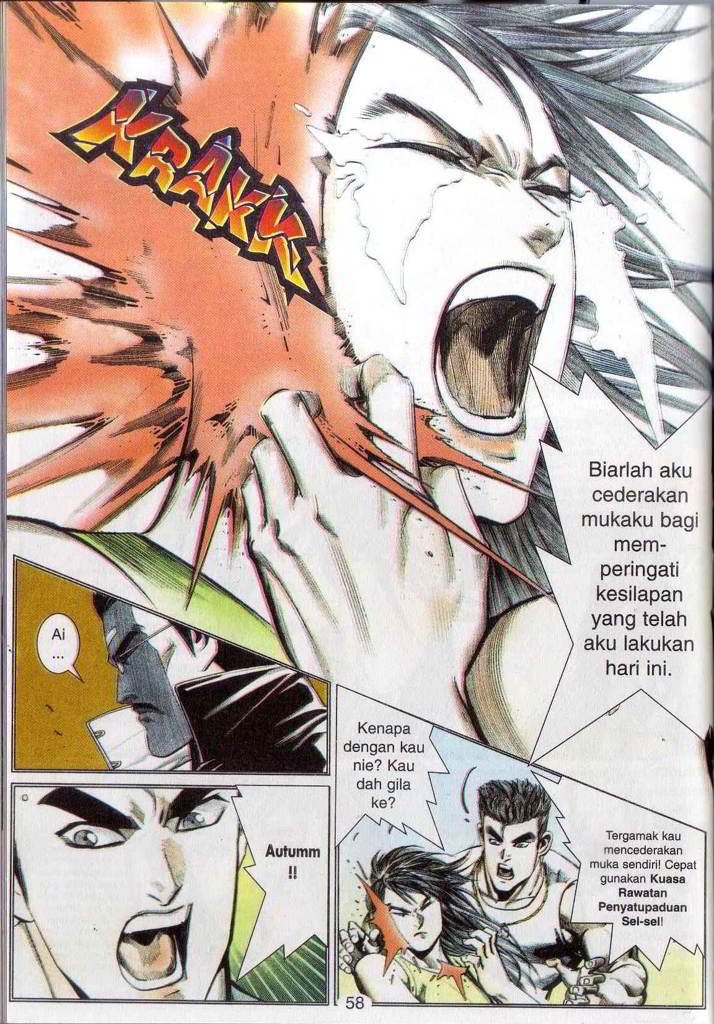 KRAKK
Biarlah aku
cederakan
mukaku bagi
mem-
peringati
kesilapan
yang telah
aku lakukan
hari ini.
Ai
...
Kenapa
dengan kau
nie? Kau
dah gila
ke?
Autumm
!!
Tergamak kau
mencederakan
muka sendiri! Cepat
gunakan Kuasa
Rawatan
Penyatupaduan
Sel-sel!
58